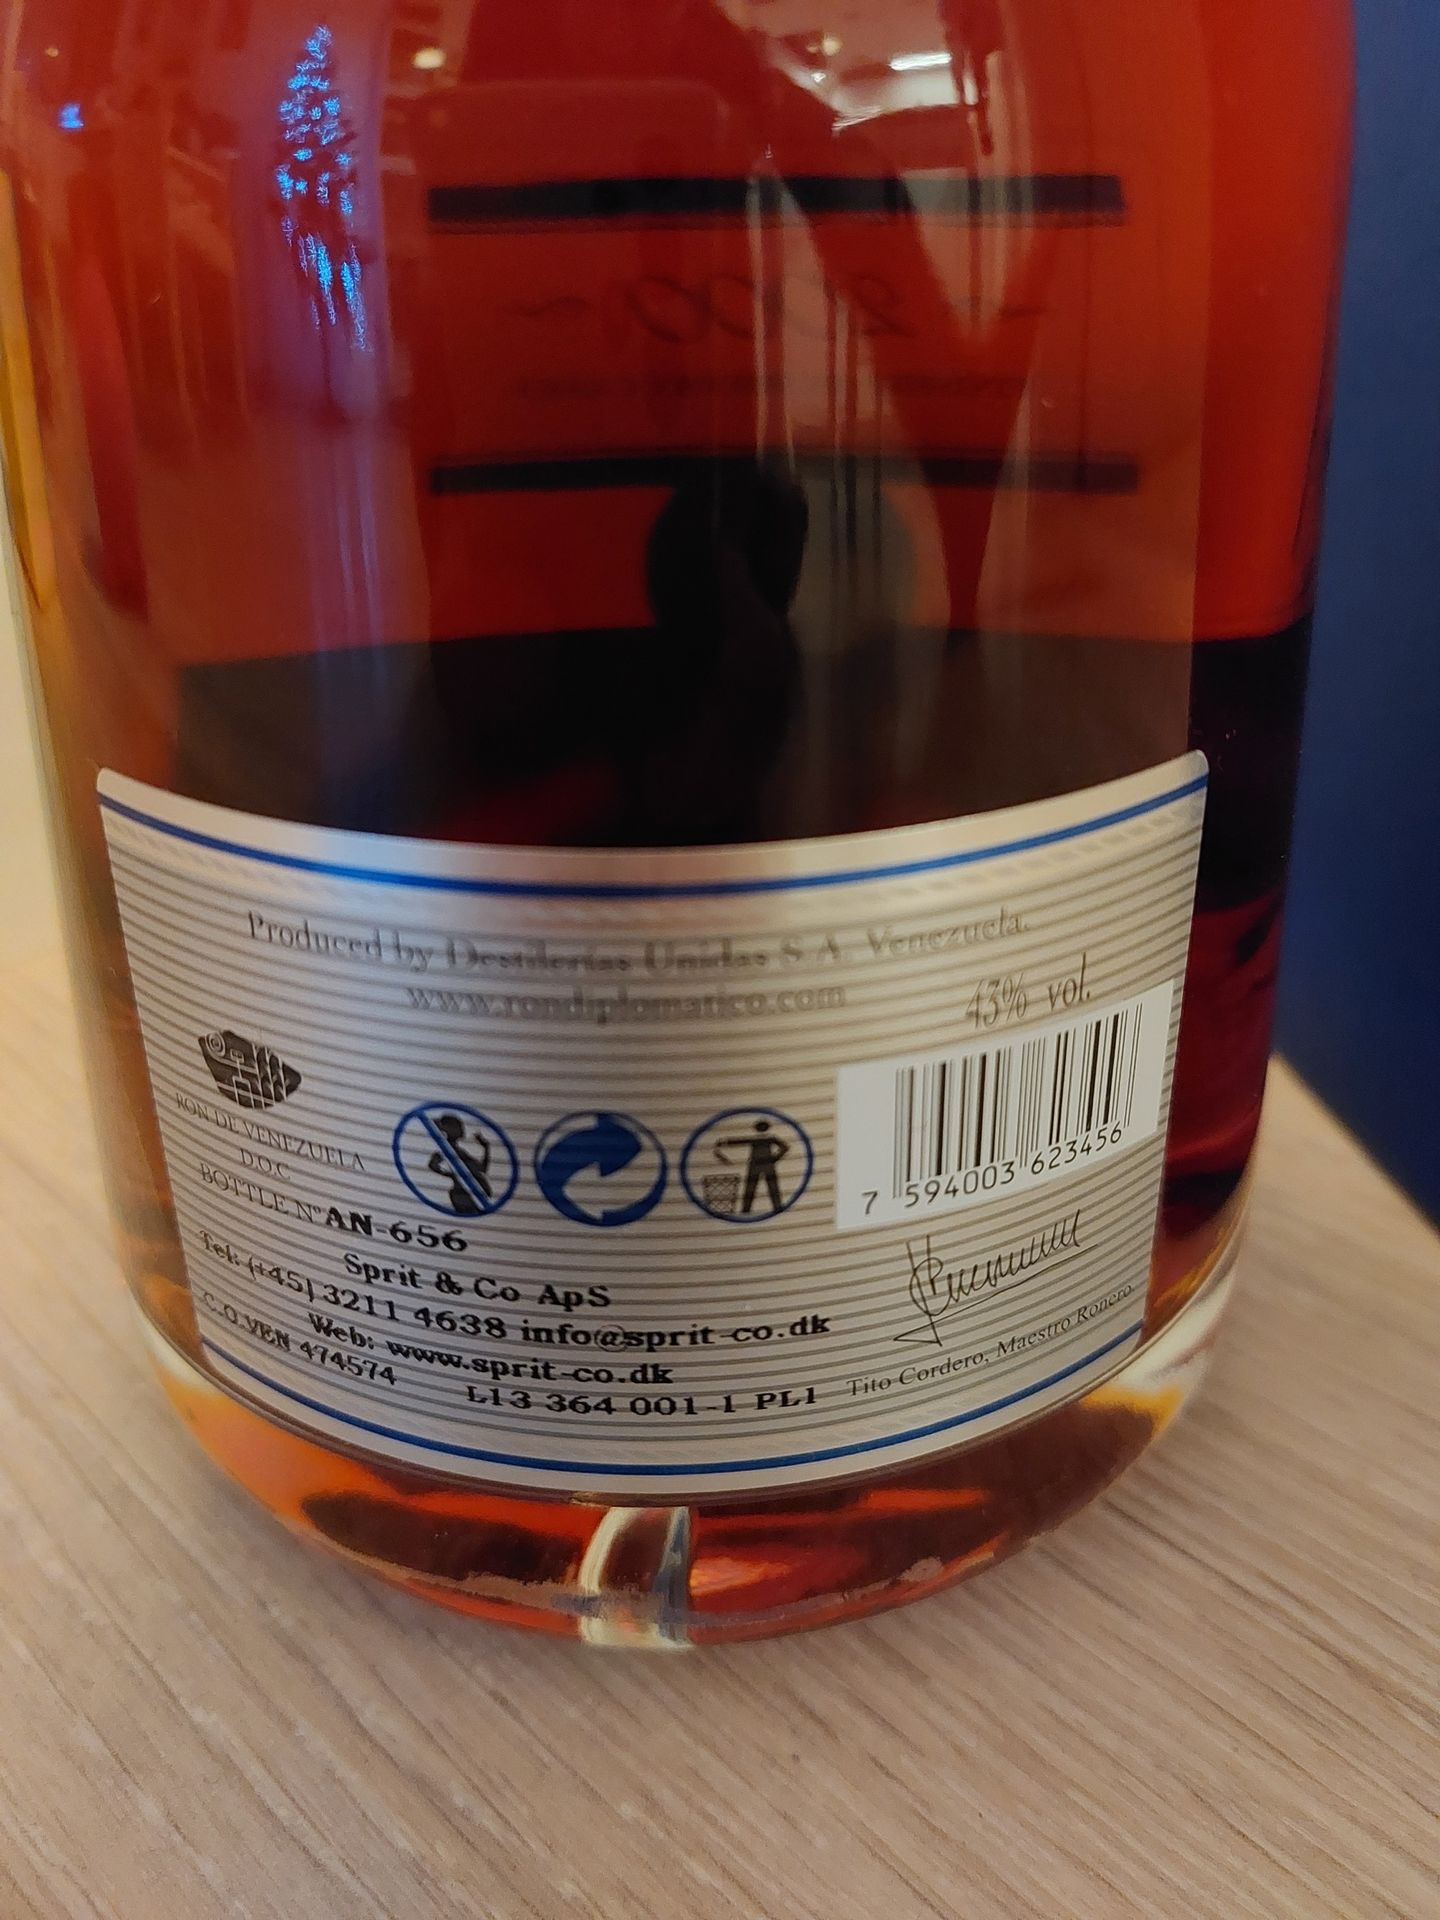 Produced by Destilerías Unidas S.A. Venezuela.
www.rondiplomatico.com
43% vol.
RON DE VENEZUELA
D.O.C
BOTTLE Nº AN-656
7 594003 623456
Sprit & Co ApS
Tel: (+45) 3211 4638 info@sprit-co.dk
Web: www.sprit-co.dk
C.O.VEN 474574
L13 364 001-1 PL1
Tito Cordero, Maestro Ronero.